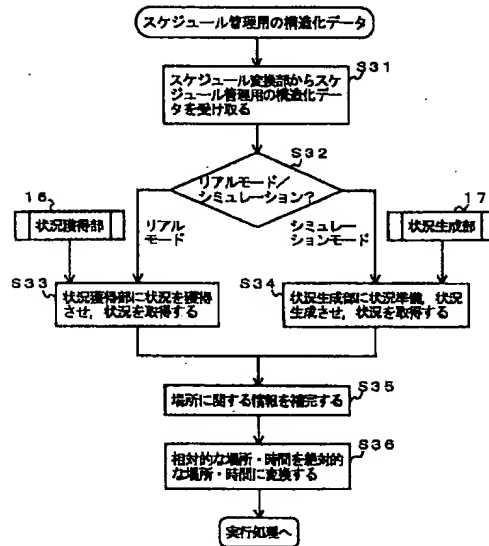 スケジュール管理用の構造化データ
S31
スケジュール変換部からス
ケジュール管理用の構造化デー
タを受け取る
S32
リアルモード/
シミュレーション?
16
状況獲得部
リアル
モード
シミュレー
ションモード
17
状況生成部
S33
状況獲得部に状況を獲得
させ,状況を取得する
S34
状況生成部に状況準備,状況
生成させ,状況を取得する
S35
場所に関する情報を補完する
S36
相対的な場所・時間を絶対的
な場所・時間に変換する
実行処理へ